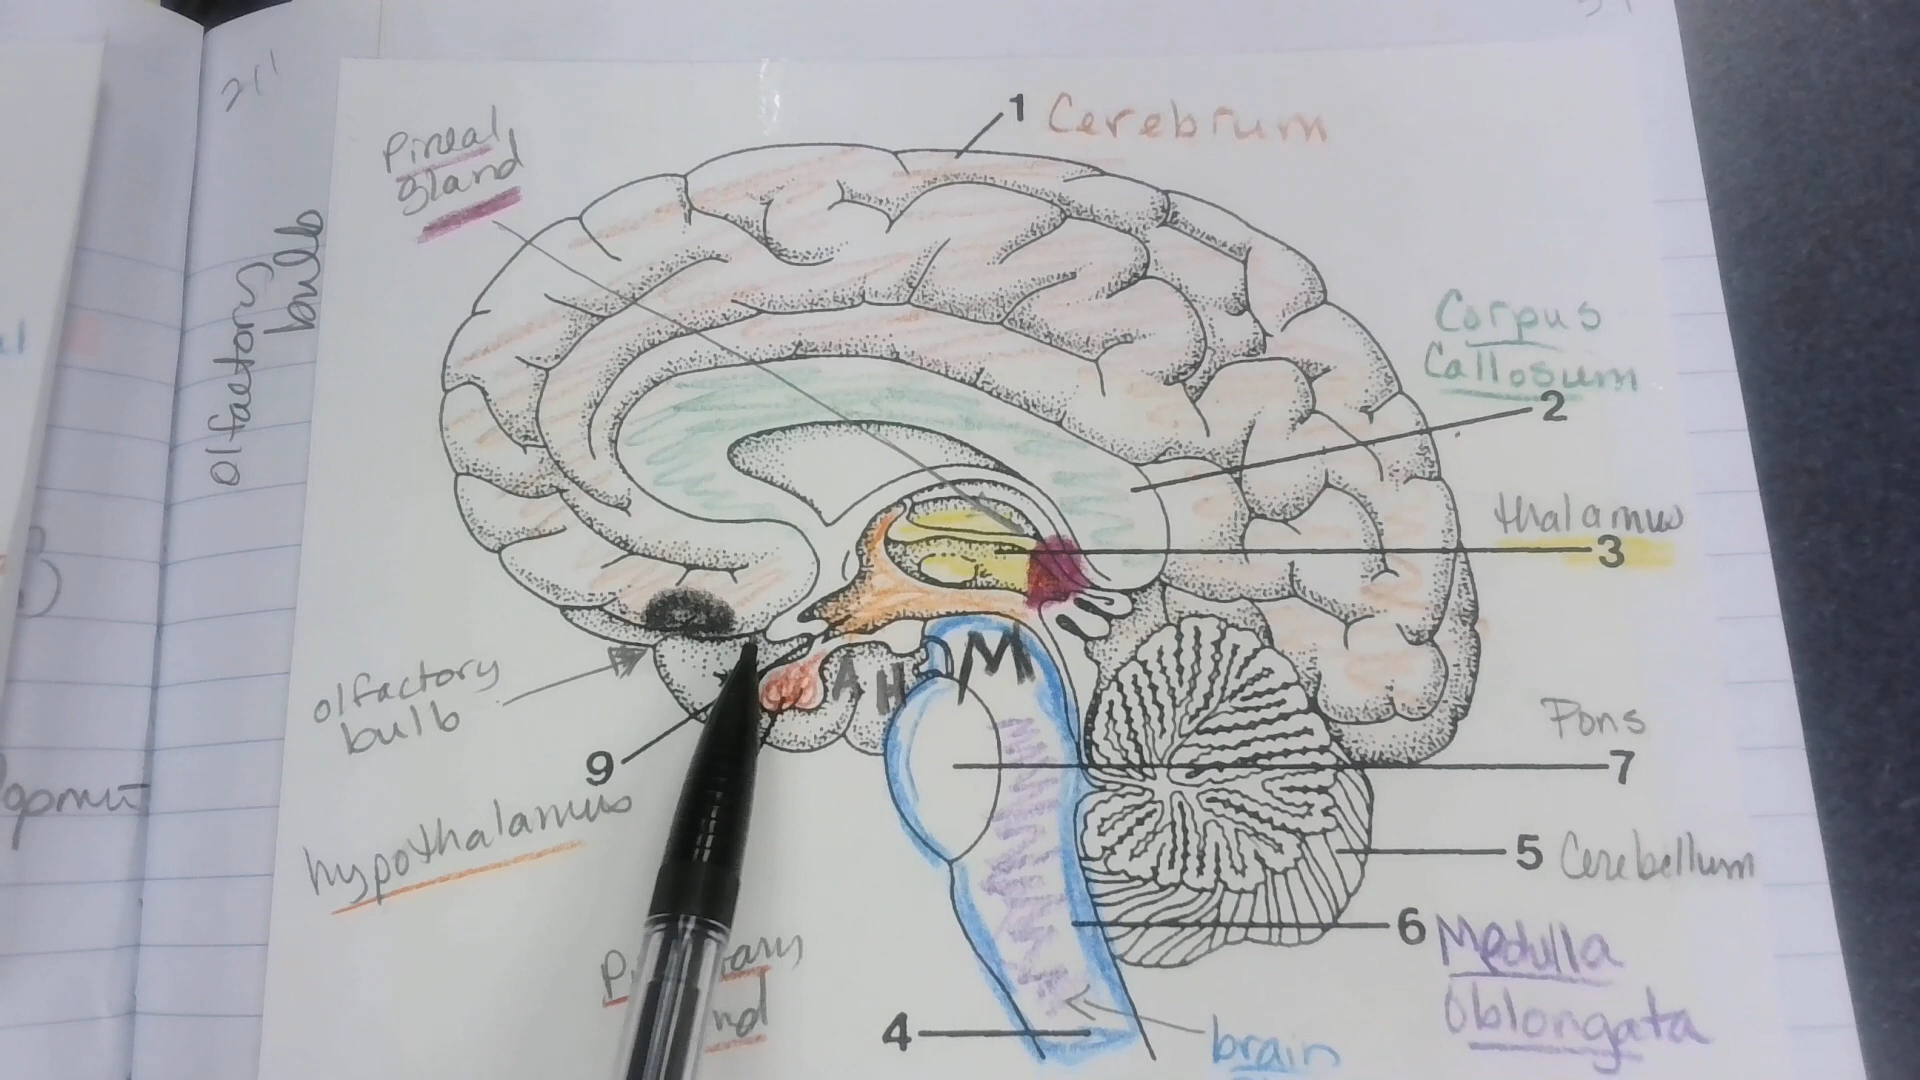 211
olfactory
bulb
Pineal
gland
1 Cerebrum
Corpus
Callosum
2
thalamus
3
olfactory
bulb
A H M
9
hypothalamus
Pons
7
5 Cerebellum
6 Medulla
Oblongata
4
brain